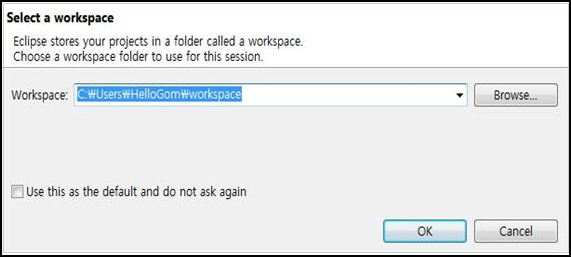 Select a workspace
Eclipse stores your projects in a folder called a workspace.
Choose a workspace folder to use for this session.
Workspace: C:₩Users₩HelloGom₩workspace Browse...
Use this as the default and do not ask again
OK Cancel